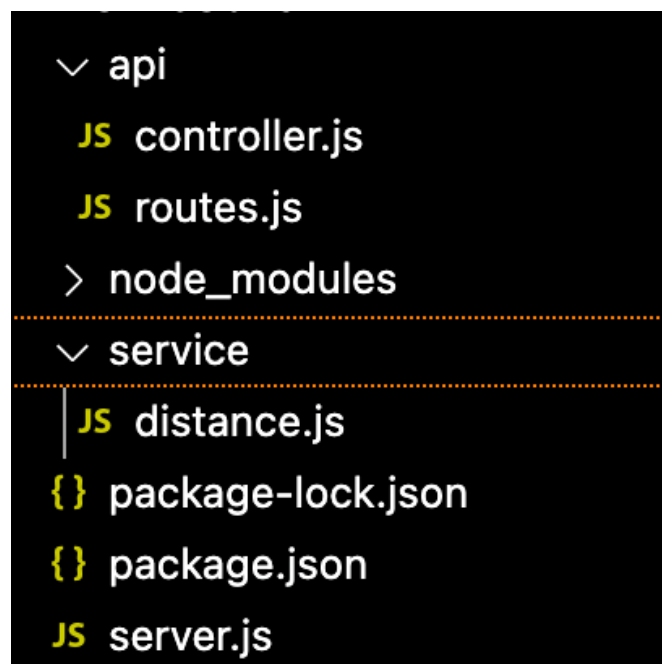 api
JS controller.js
JS routes.js
node_modules
service
JS distance.js
{} package-lock.json
{} package.json
JS server.js